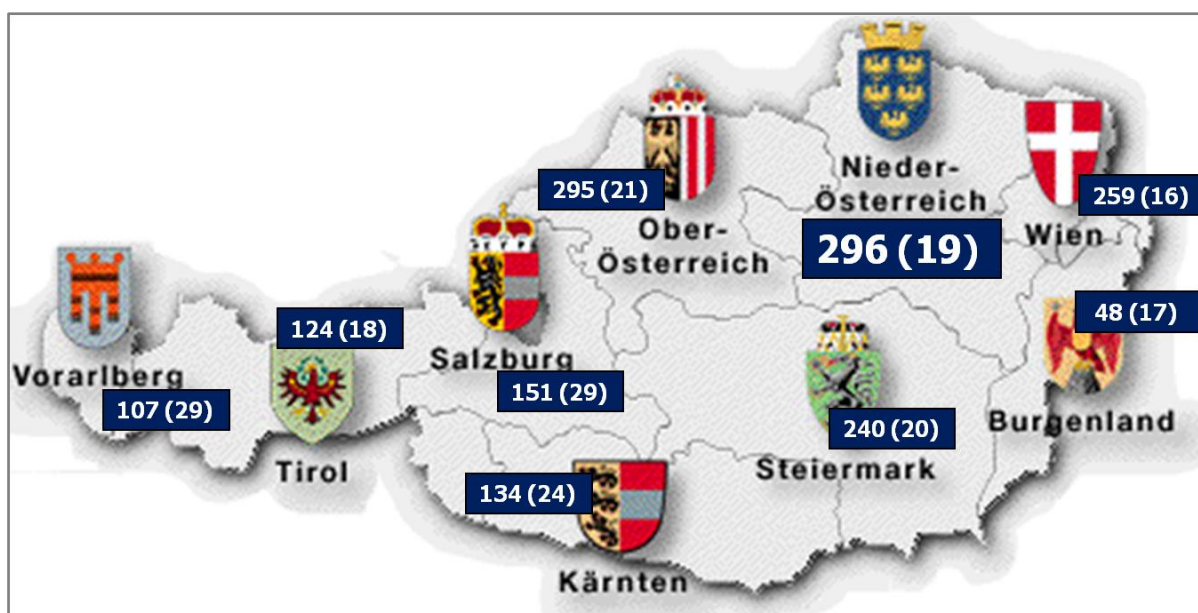 Nieder-
Österreich
296 (19)
295 (21)
Ober-
Österreich
259 (16)
Wien
48 (17)
Burgenland
Vorarlberg
107 (29)
124 (18)
Tirol
Salzburg
151 (29)
240 (20)
Steiermark
134 (24)
Kärnten